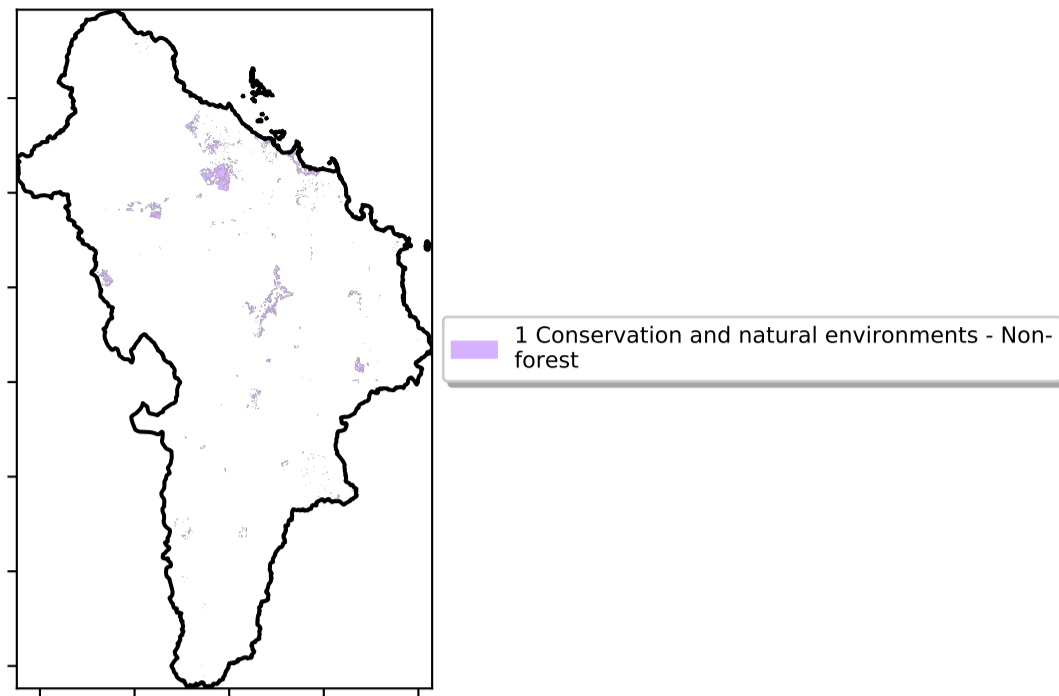 1 Conservation and natural environments - Non-
forest